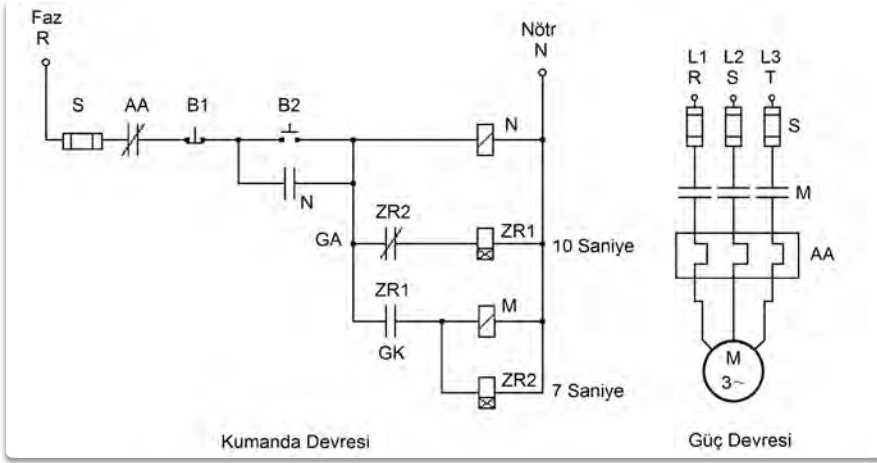 Faz
R
Nötr
N
S
AA
B1
B2
N
N
GA
ZR2
ZR1
10 Saniye
ZR1
GK
M
ZR2
7 Saniye
Kumanda Devresi
L1 L2 L3
R S T
S
M
AA
M
3~
Güç Devresi